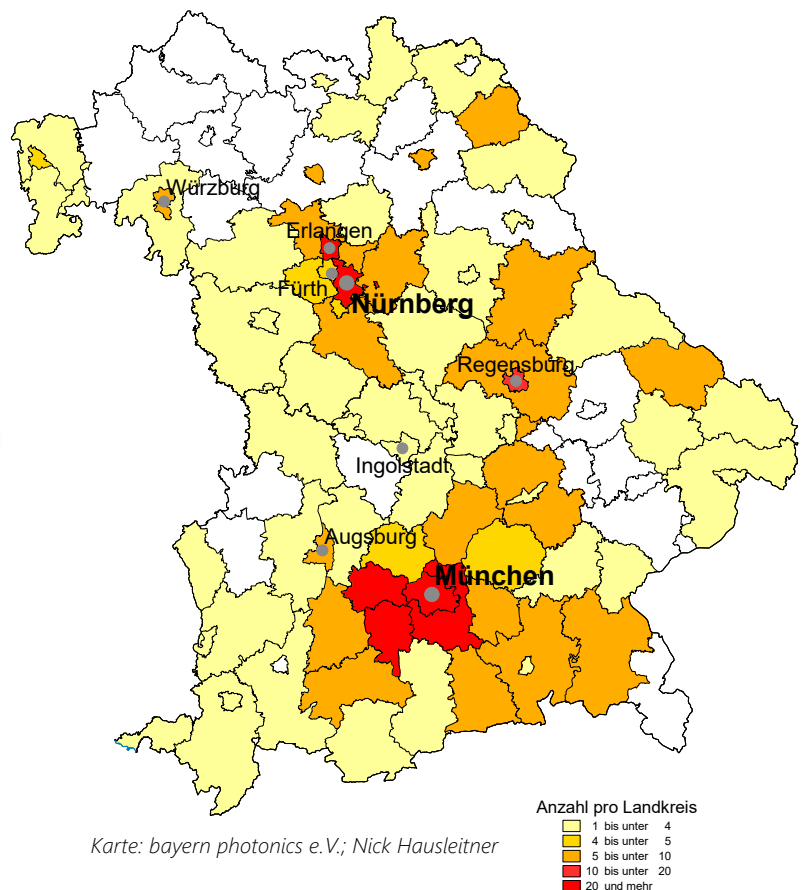 Würzburg
Erlangen
Fürth
Nürnberg
Regensburg
Ingolstadt
Augsburg
München
Anzahl pro Landkreis
1 bis unter 4
4 bis unter 5
5 bis unter 10
10 bis unter 20
20 und mehr
Karte: bayern photonics e.V.; Nick Hausleitner